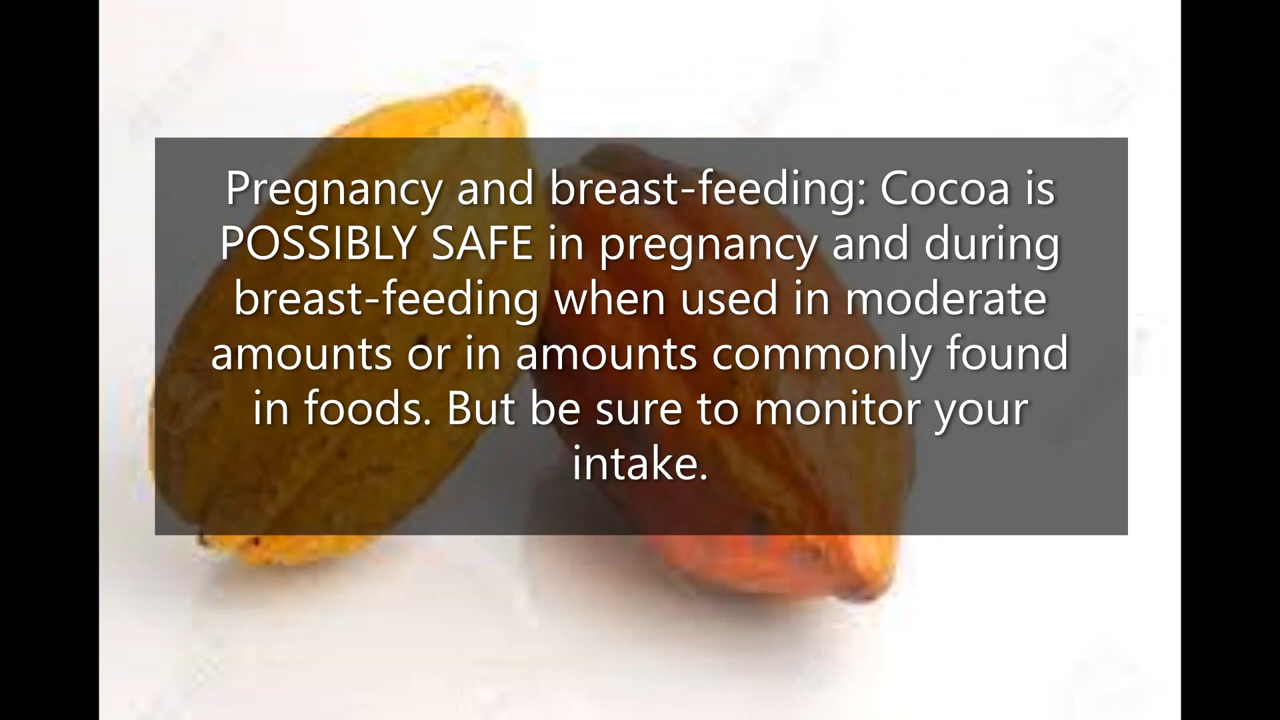 Pregnancy and breast-feeding: Cocoa is
POSSIBLY SAFE in pregnancy and during
breast-feeding when used in moderate
amounts or in amounts commonly found
in foods. But be sure to monitor your
intake.